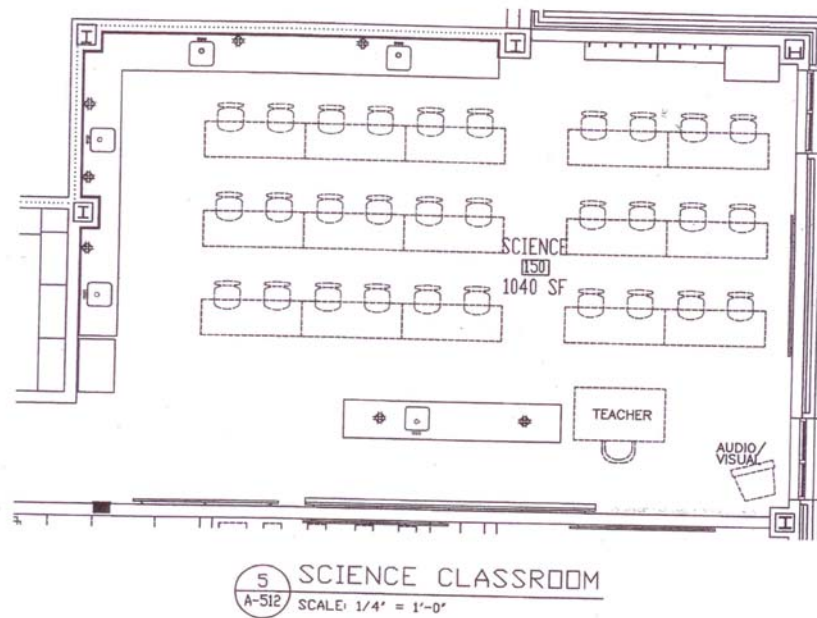 SCIENCE
150
1040 SF
TEACHER
AUDIO/
VISUAL
5
A-512
SCIENCE CLASSROOM
SCALE: 1/4" = 1'-0"